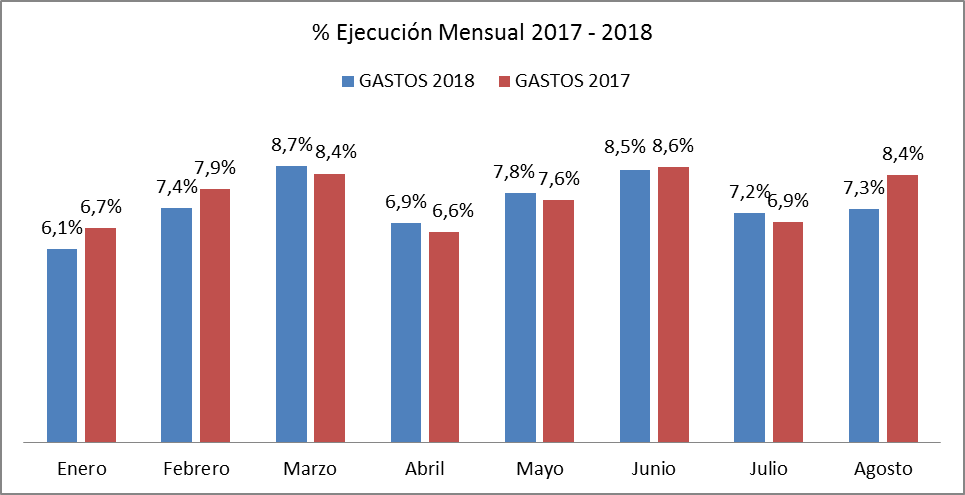 % Ejecución Mensual 2017 - 2018
GASTOS 2018 GASTOS 2017
6,1% 6,7% 7,4% 7,9% 8,7% 8,4% 6,9% 6,6% 7,8% 7,6% 8,5% 8,6% 7,2% 6,9% 7,3% 8,4%
Enero Febrero Marzo Abril Mayo Junio Julio Agosto